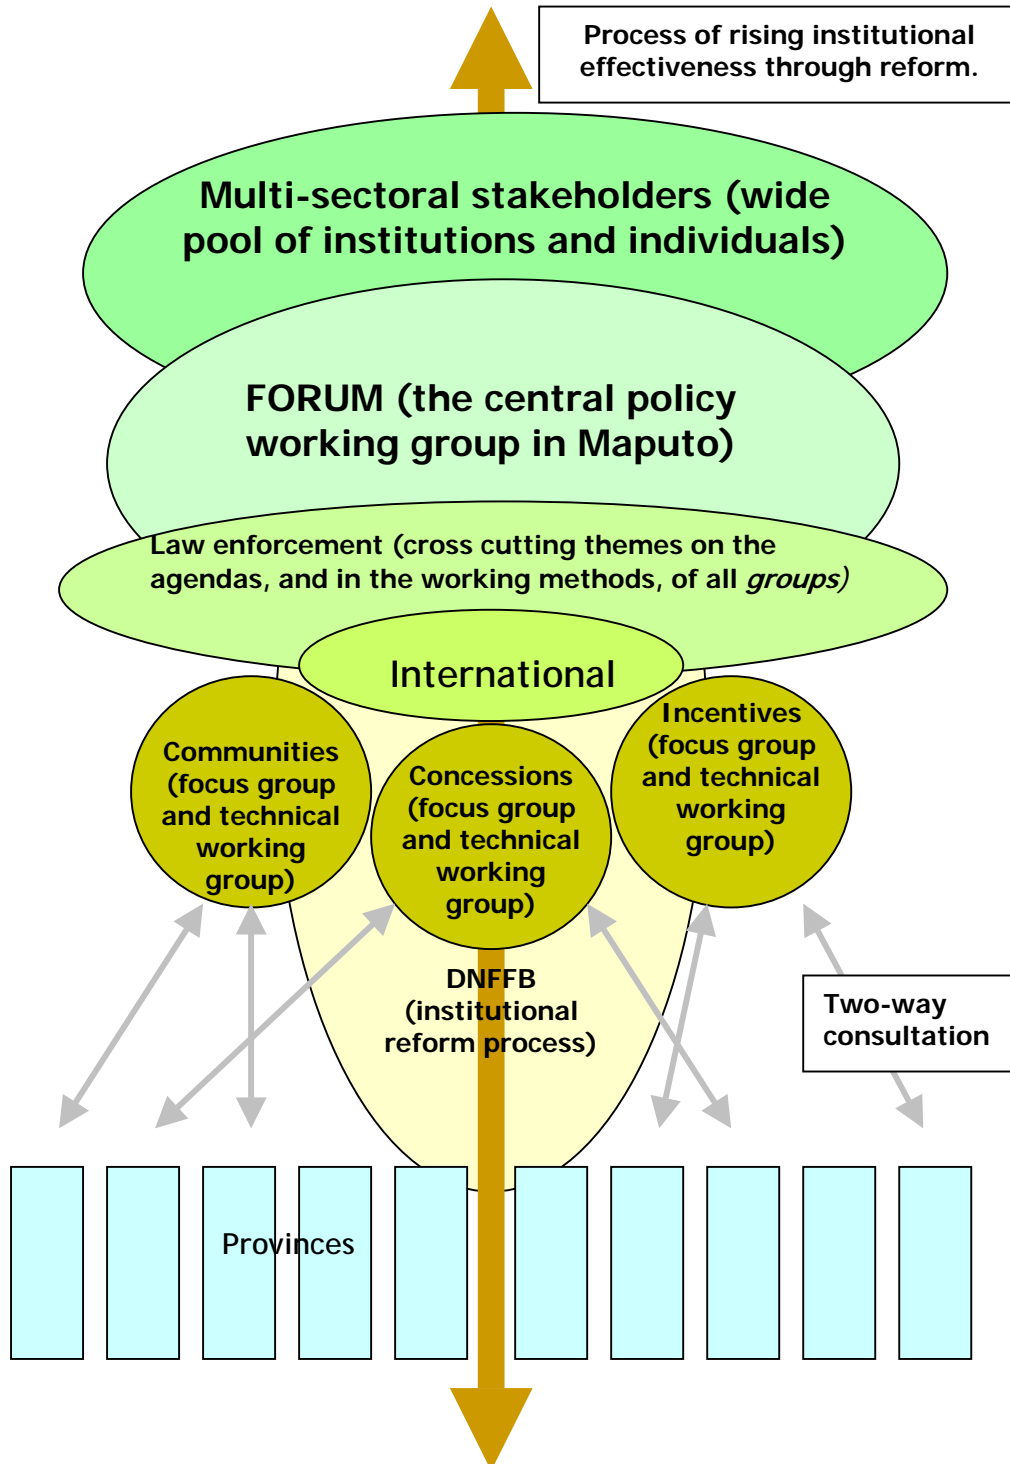 Process of rising institutional
effectiveness through reform.
Multi-sectoral stakeholders (wide
pool of institutions and individuals)
FORUM (the central policy
working group in Maputo)
Law enforcement (cross cutting themes on the
agendas, and in the working methods, of all groups)
International
Communities
(focus group
and technical
working
group)
Concessions
(focus group
and technical
working
group)
Incentives
(focus group
and technical
working
group)
DNFFB
(institutional
reform process)
Two-way
consultation
Provinces